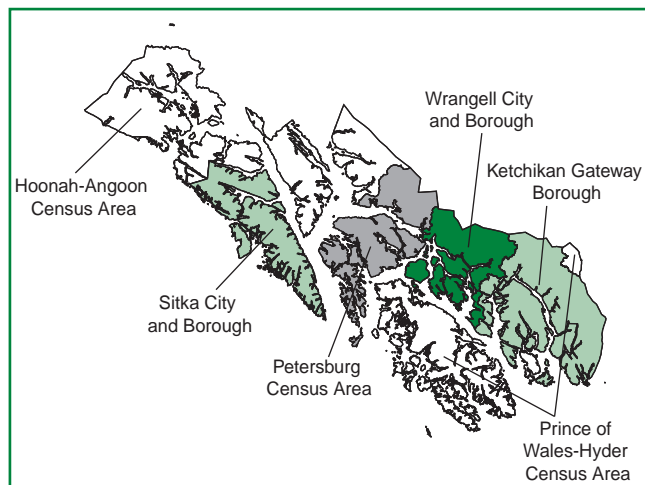 Wrangell City
and Borough
Ketchikan Gateway
Borough
Hoonah-Angoon
Census Area
Sitka City
and Borough
Petersburg
Census Area
Prince of
Wales-Hyder
Census Area